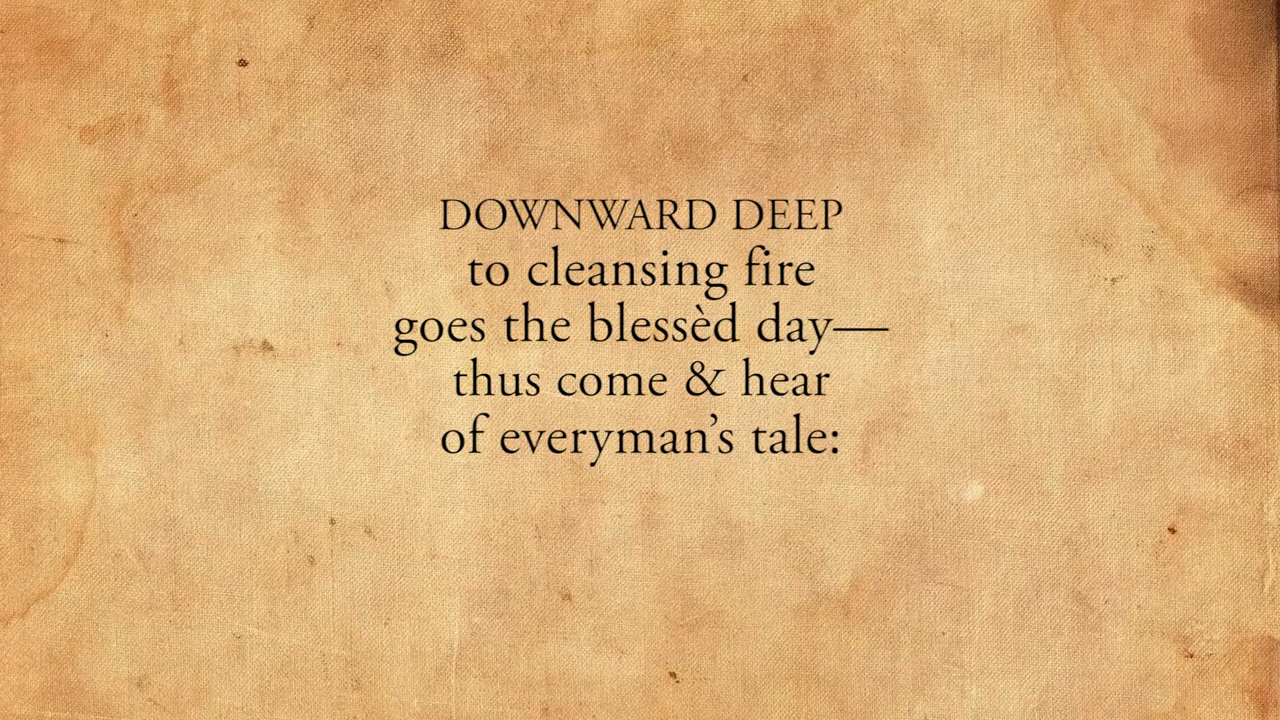 DOWNWARD DEEP
to cleansing fire
goes the blessèd day—
thus come & hear
of everyman’s tale: